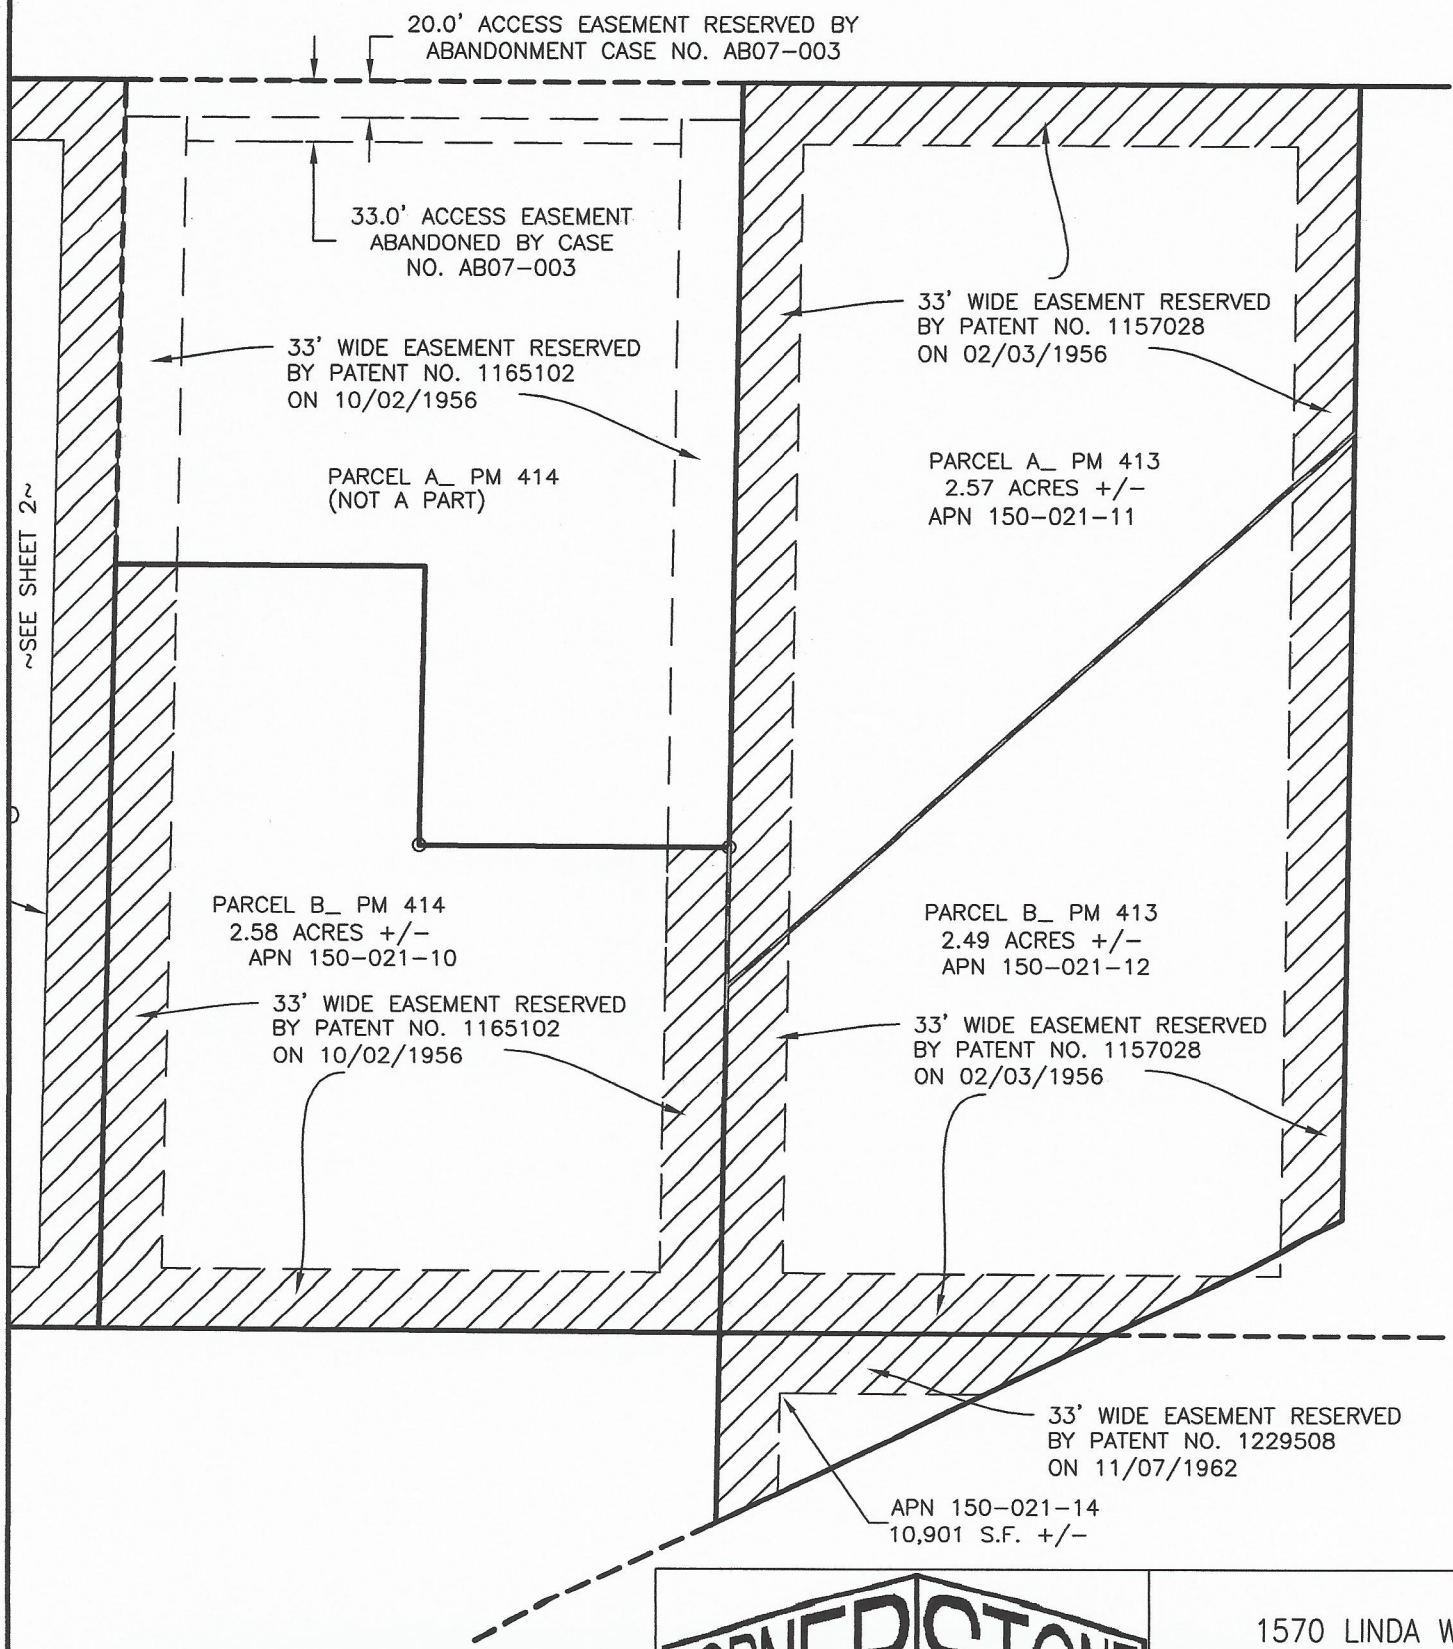 20.0' ACCESS EASEMENT RESERVED BY
ABANDONMENT CASE NO. AB07-003
33.0' ACCESS EASEMENT
ABANDONED BY CASE
NO. AB07-003
33' WIDE EASEMENT RESERVED
BY PATENT NO. 1157028
ON 02/03/1956
33' WIDE EASEMENT RESERVED
BY PATENT NO. 1165102
ON 10/02/1956
PARCEL A_ PM 414
(NOT A PART)
PARCEL A_ PM 413
2.57 ACRES +/-
APN 150-021-11
~SEE SHEET 2~
PARCEL B_ PM 414
2.58 ACRES +/-
APN 150-021-10
PARCEL B_ PM 413
2.49 ACRES +/-
APN 150-021-12
33' WIDE EASEMENT RESERVED
BY PATENT NO. 1165102
ON 10/02/1956
33' WIDE EASEMENT RESERVED
BY PATENT NO. 1157028
ON 02/03/1956
33' WIDE EASEMENT RESERVED
BY PATENT NO. 1229508
ON 11/07/1962
APN 150-021-14
10,901 S.F. +/-
1570 LINDA